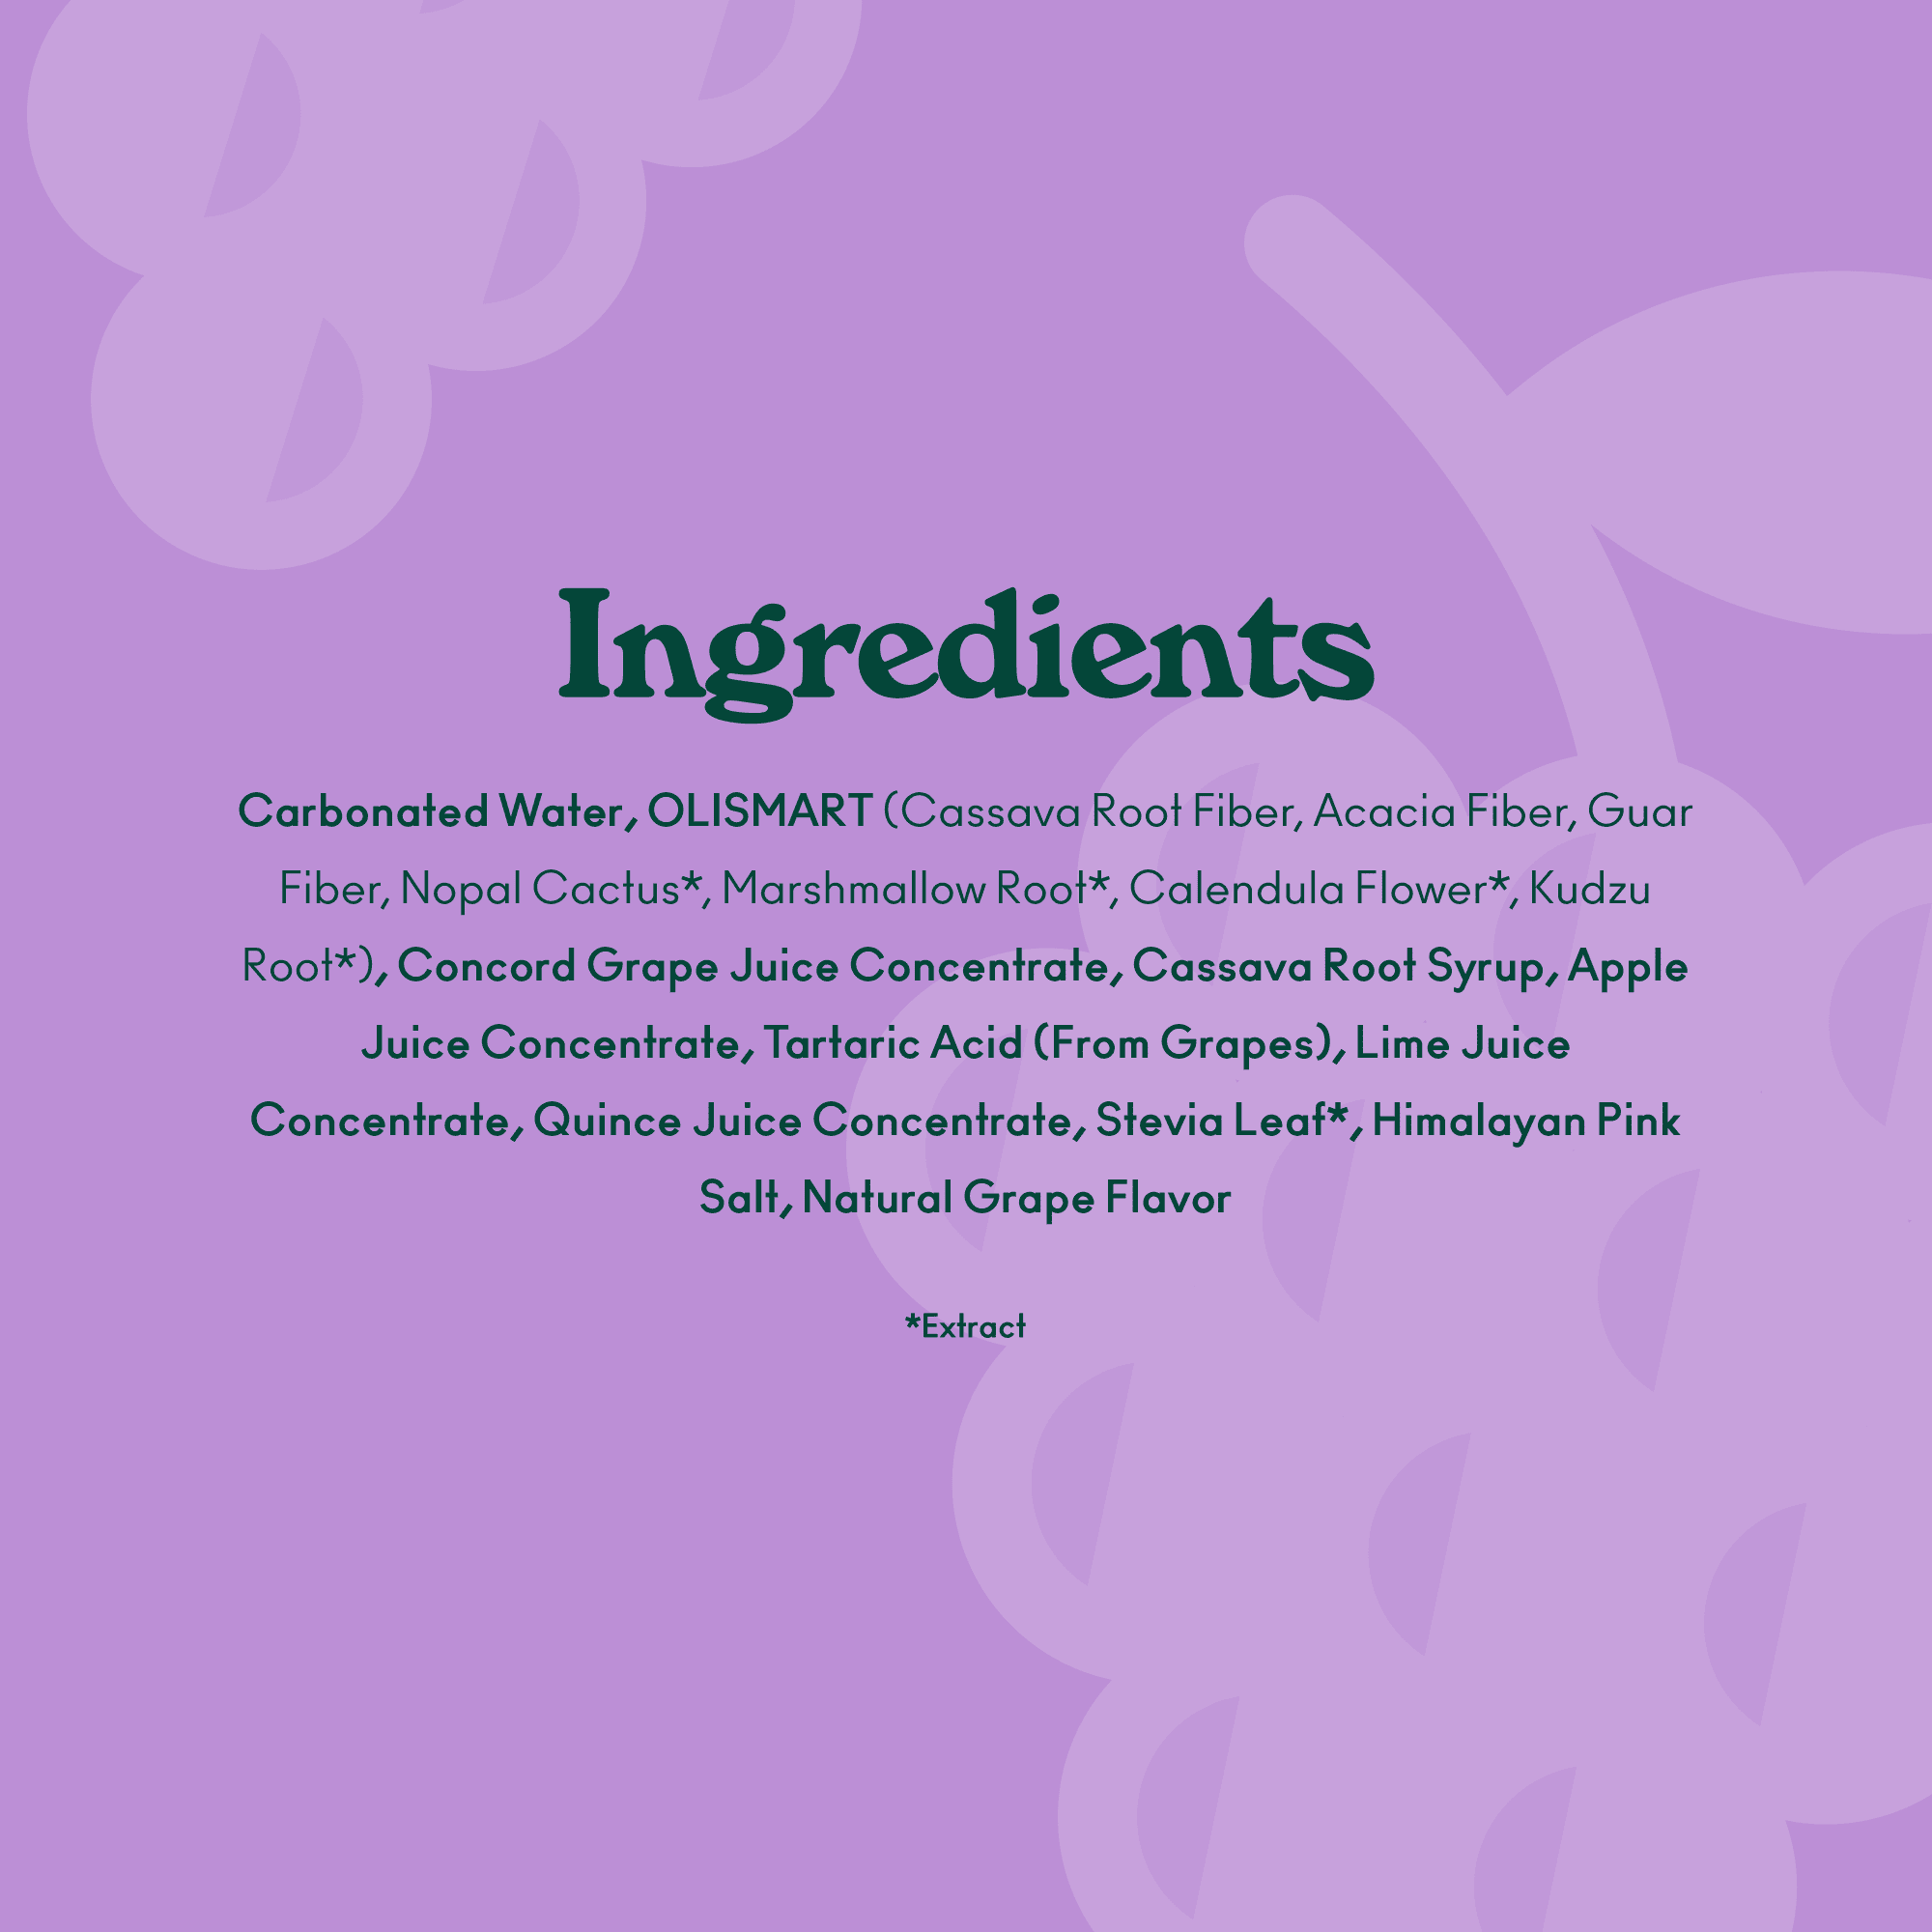 Ingredients
Carbonated Water, OLISMART (Cassava Root Fiber, Acacia Fiber, Guar
Fiber, Nopal Cactus*, Marshmallow Root*, Calendula Flower*, Kudzu
Root*), Concord Grape Juice Concentrate, Cassava Root Syrup, Apple
Juice Concentrate, Tartaric Acid (From Grapes), Lime Juice
Concentrate, Quince Juice Concentrate, Stevia Leaf*, Himalayan Pink
Salt, Natural Grape Flavor
*Extract